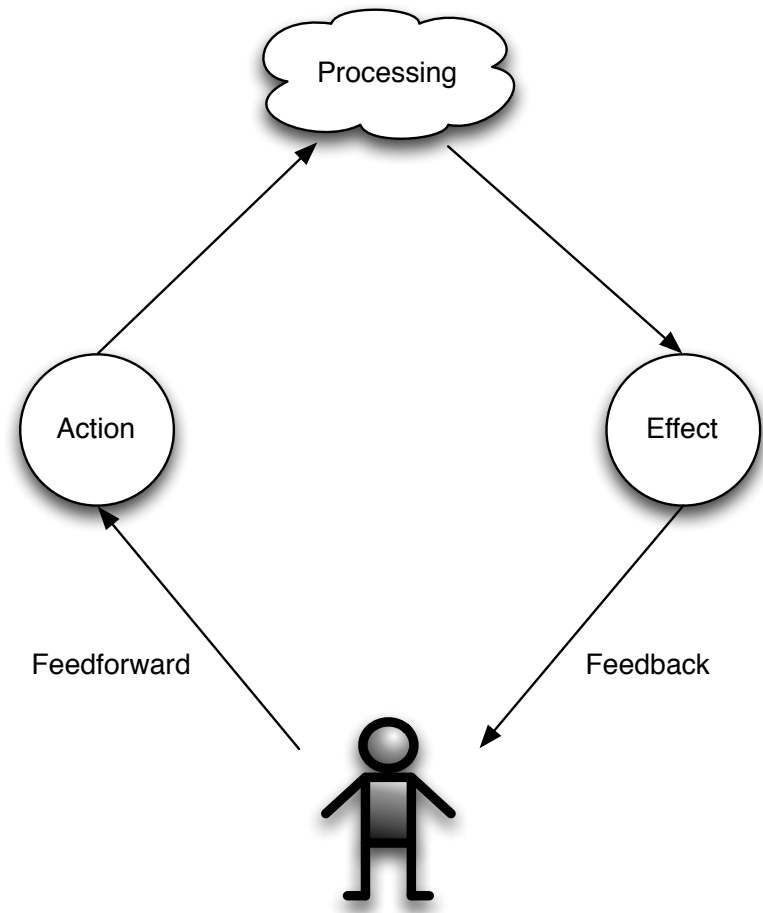 Processing
Action
Effect
Feedforward
Feedback